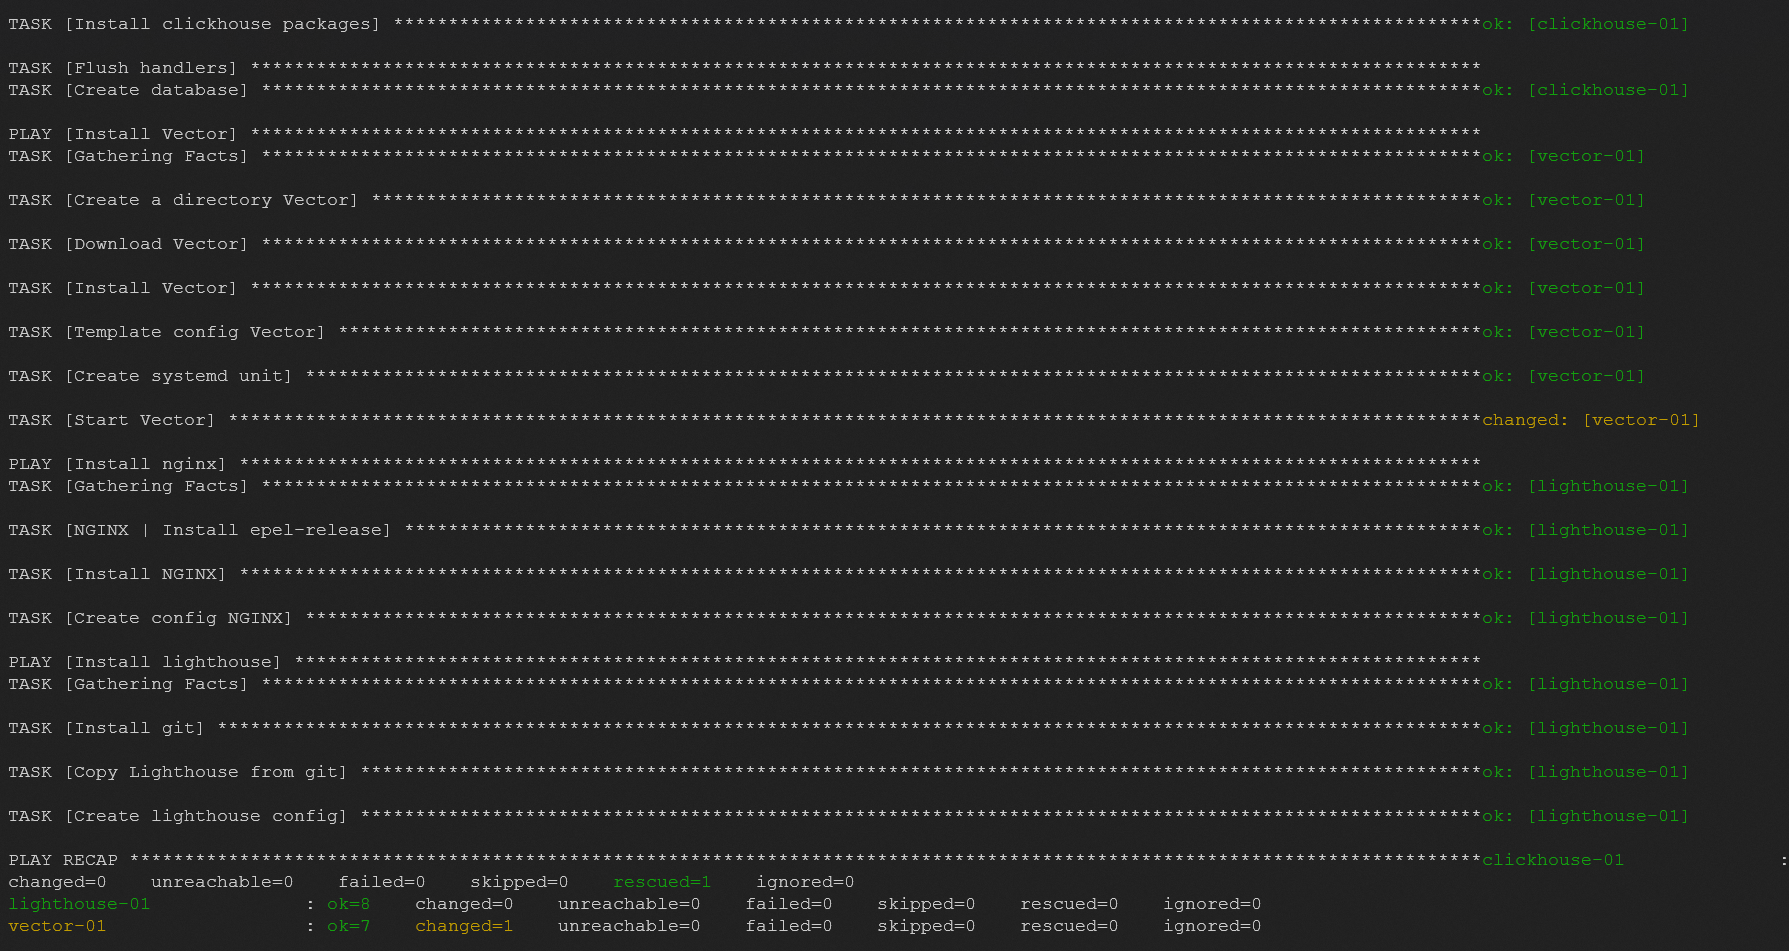 TASK [Install clickhouse packages] ***************************************************************************************************ok: [clickhouse-01]
TASK [Flush handlers] ****************************************************************************************************************
TASK [Create database] ***************************************************************************************************************ok: [clickhouse-01]
PLAY [Install Vector] ****************************************************************************************************************
TASK [Gathering Facts] ***************************************************************************************************************ok: [vector-01]
TASK [Create a directory Vector] *****************************************************************************************************ok: [vector-01]
TASK [Download Vector] ***************************************************************************************************************ok: [vector-01]
TASK [Install Vector] ****************************************************************************************************************ok: [vector-01]
TASK [Template config Vector] ********************************************************************************************************ok: [vector-01]
TASK [Create systemd unit] ***********************************************************************************************************ok: [vector-01]
TASK [Start Vector] ******************************************************************************************************************changed: [vector-01]
PLAY [Install nginx] *****************************************************************************************************************
TASK [Gathering Facts] ***************************************************************************************************************ok: [lighthouse-01]
TASK [NGINX | Install epel-release] **************************************************************************************************ok: [lighthouse-01]
TASK [Install NGINX] *****************************************************************************************************************ok: [lighthouse-01]
TASK [Create config NGINX] ***********************************************************************************************************ok: [lighthouse-01]
PLAY [Install lighthouse] ************************************************************************************************************
TASK [Gathering Facts] ***************************************************************************************************************ok: [lighthouse-01]
TASK [Install git] *******************************************************************************************************************ok: [lighthouse-01]
TASK [Copy Lighthouse from git] ******************************************************************************************************ok: [lighthouse-01]
TASK [Create lighthouse config] ******************************************************************************************************ok: [lighthouse-01]
PLAY RECAP ***************************************************************************************************************************clickhouse-01              :
changed=0    unreachable=0    failed=0    skipped=0    rescued=1    ignored=0
lighthouse-01              : ok=8    changed=0    unreachable=0    failed=0    skipped=0    rescued=0    ignored=0
vector-01                  : ok=7    changed=1    unreachable=0    failed=0    skipped=0    rescued=0    ignored=0